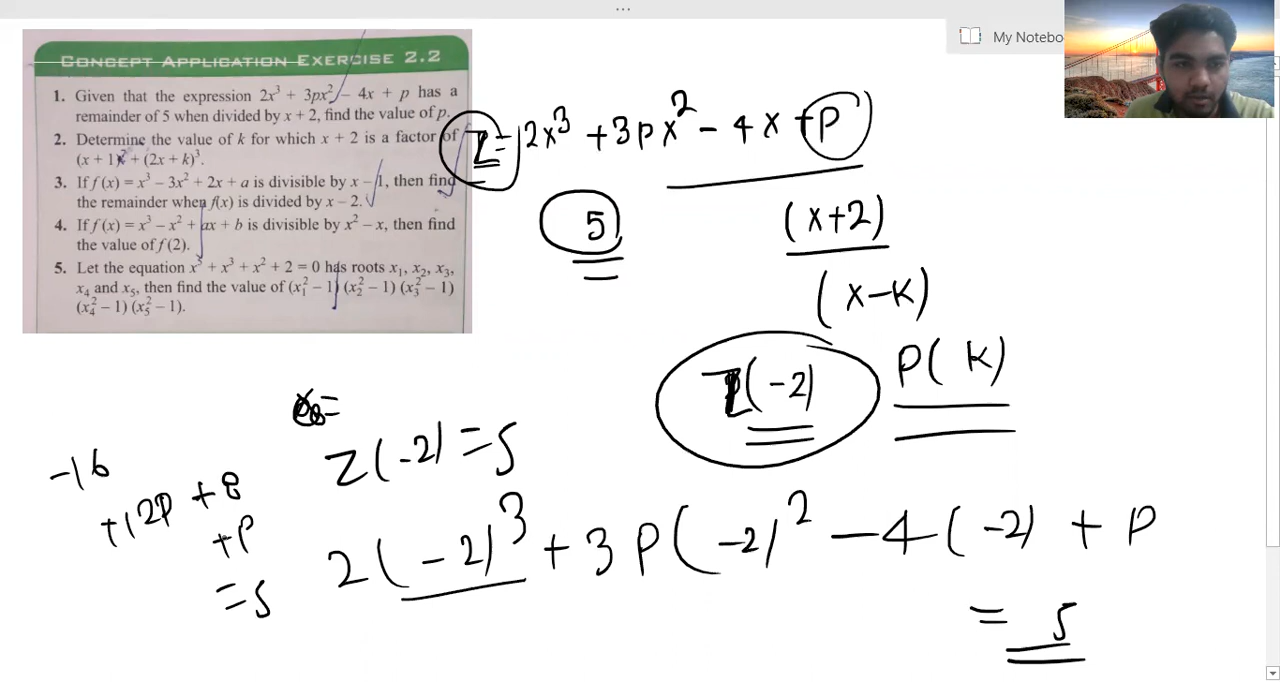 My Notebo
CONCEPT APPLICATION EXERCISE 2.2
1. Given that the expression 2x³ + 3px² − 4x + p has a
remainder of 5 when divided by x + 2, find the value of p.
2. Determine the value of k for which x + 2 is a factor of
(x + 1)⁷ + (2x + k)³.
3. If f(x) = x³ − 3x² + 2x + a is divisible by x − 1, then find
the remainder when f(x) is divided by x − 2.
4. If f(x) = x³ − x² + ax + b is divisible by x² − x, then find
the value of f(2).
5. Let the equation x⁵ + x³ + x² + 2 = 0 has roots x₁, x₂, x₃,
x₄ and x₅, then find the value of (x₁² − 1) (x₂² − 1) (x₃² − 1)
(x₄² − 1) (x₅² − 1).
Z = 2x³ + 3px² − 4x + p
5
(x+2)
(x−k)
Z(−2)
P(k)
Z(−2) = 5
2(−2)³ + 3p(−2)² − 4(−2) + p
= 5
−16
+12p + 8
+p
= 5